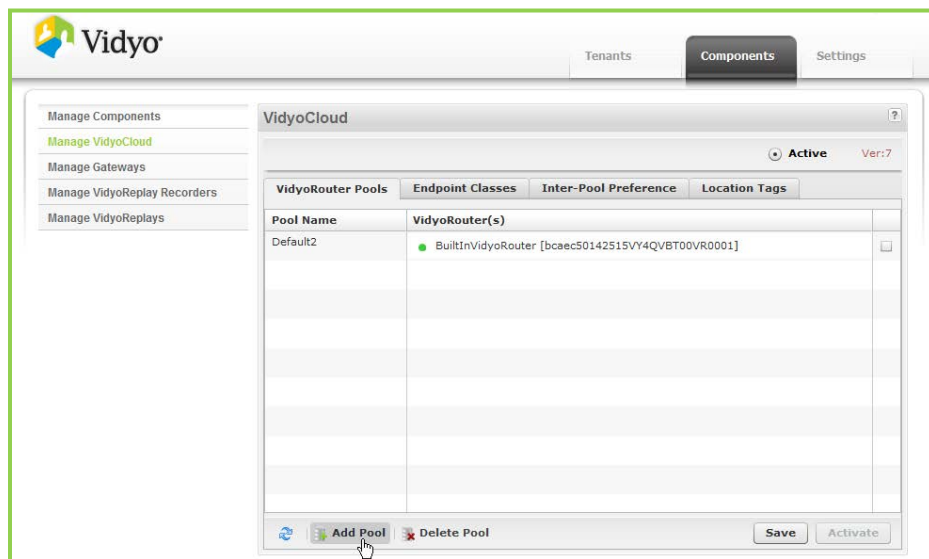 Vidyo
Tenants Components Settings
Manage Components
Manage VidyoCloud
Manage Gateways
Manage VidyoReplay Recorders
Manage VidyoReplays
VidyoCloud ?
Active Ver:7
VidyoRouter Pools Endpoint Classes Inter-Pool Preference Location Tags
Pool Name VidyoRouter(s)
Default2 BuiltInVidyoRouter [bcaec50142515VY4QVBT00VR0001]
Add Pool Delete Pool Save Activate